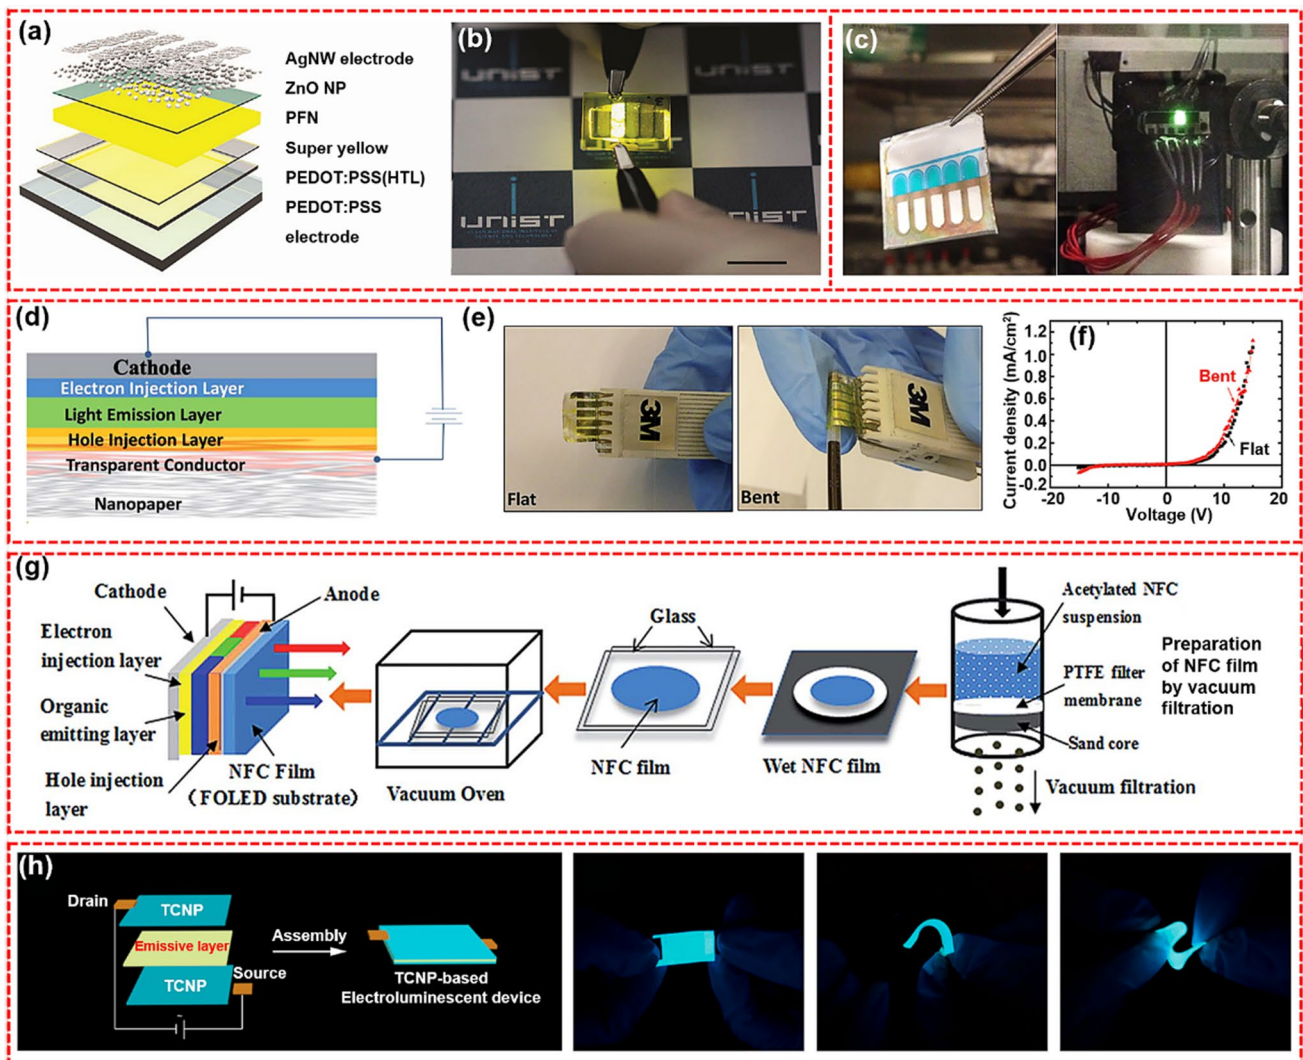 (a)
AgNW electrode
ZnO NP
PFN
Super yellow
PEDOT:PSS(HTL)
PEDOT:PSS
electrode
(b)
UNIST
UNIST
UNIST
(c)
(d)
Cathode
Electron Injection Layer
Light Emission Layer
Hole Injection Layer
Transparent Conductor
Nanopaper
(e)
3M
Flat
3M
Bent
(f)
Current density (mA/cm²)
1.2
1.0
0.8
0.6
0.4
0.2
0.0
-0.2
Bent
Flat
-20
-10
0
10
20
Voltage (V)
(g)
Cathode
Anode
Electron
injection layer
Organic
emitting layer
Hole injection
layer
NFC Film
(FOLED substrate)
Vacuum Oven
Glass
NFC film
Wet NFC film
Acetylated NFC
suspension
PTFE filter
membrane
Sand core
Vacuum filtration
Preparation
of NFC film
by vacuum
filtration
(h)
Drain
TCNP
Emissive layer
TCNP
Source
Assembly
TCNP-based
Electroluminescent device